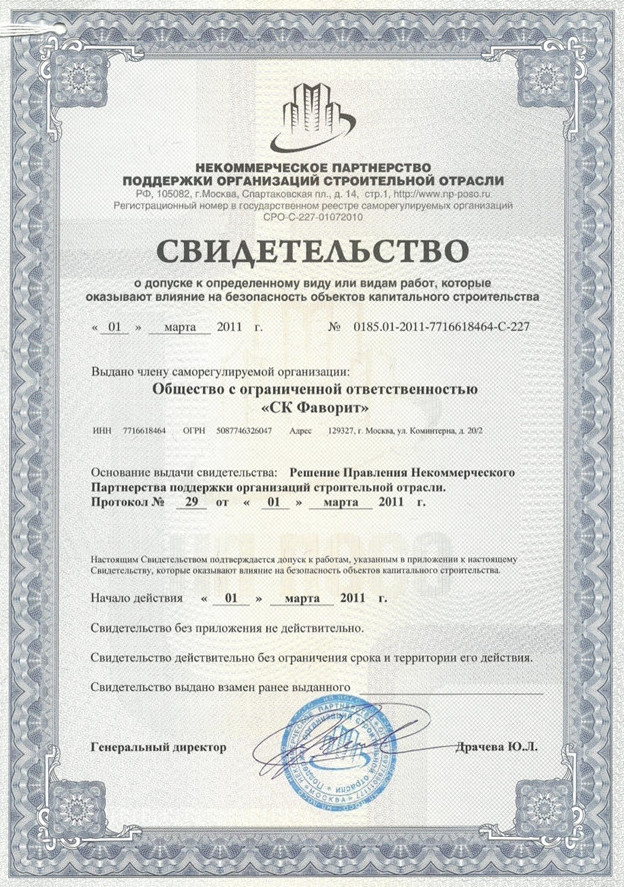 НЕКОММЕРЧЕСКОЕ ПАРТНЕРСТВО
ПОДДЕРЖКИ ОРГАНИЗАЦИЙ СТРОИТЕЛЬНОЙ ОТРАСЛИ
РФ, 105082, г.Москва, Спартаковская пл., д. 14, стр.1, http://www.np-poso.ru
Регистрационный номер в государственном реестре саморегулируемых организаций
СРО-С-227-01072010
СВИДЕТЕЛЬСТВО
о допуске к определенному виду или видам работ, которые
оказывают влияние на безопасность объектов капитального строительства
« 01 » марта 2011 г. № 0185.01-2011-7716618464-С-227
Выдано члену саморегулируемой организации:
Общество с ограниченной ответственностью
«СК Фаворит»
ИНН 7716618464 ОГРН 5087746326047 Адрес 129327, г. Москва, ул. Коминтерна, д. 20/2
Основание выдачи свидетельства: Решение Правления Некоммерческого
Партнерства поддержки организаций строительной отрасли.
Протокол № 29 от « 01 » марта 2011 г.
Настоящим Свидетельством подтверждается допуск к работам, указанным в приложении к настоящему
Свидетельству, которые оказывают влияние на безопасность объектов капитального строительства.
Начало действия « 01 » марта 2011 г.
Свидетельство без приложения не действительно.
Свидетельство действительно без ограничения срока и территории его действия.
Свидетельство выдано взамен ранее выданного
Генеральный директор Драчева Ю.Л.
МОСКВА